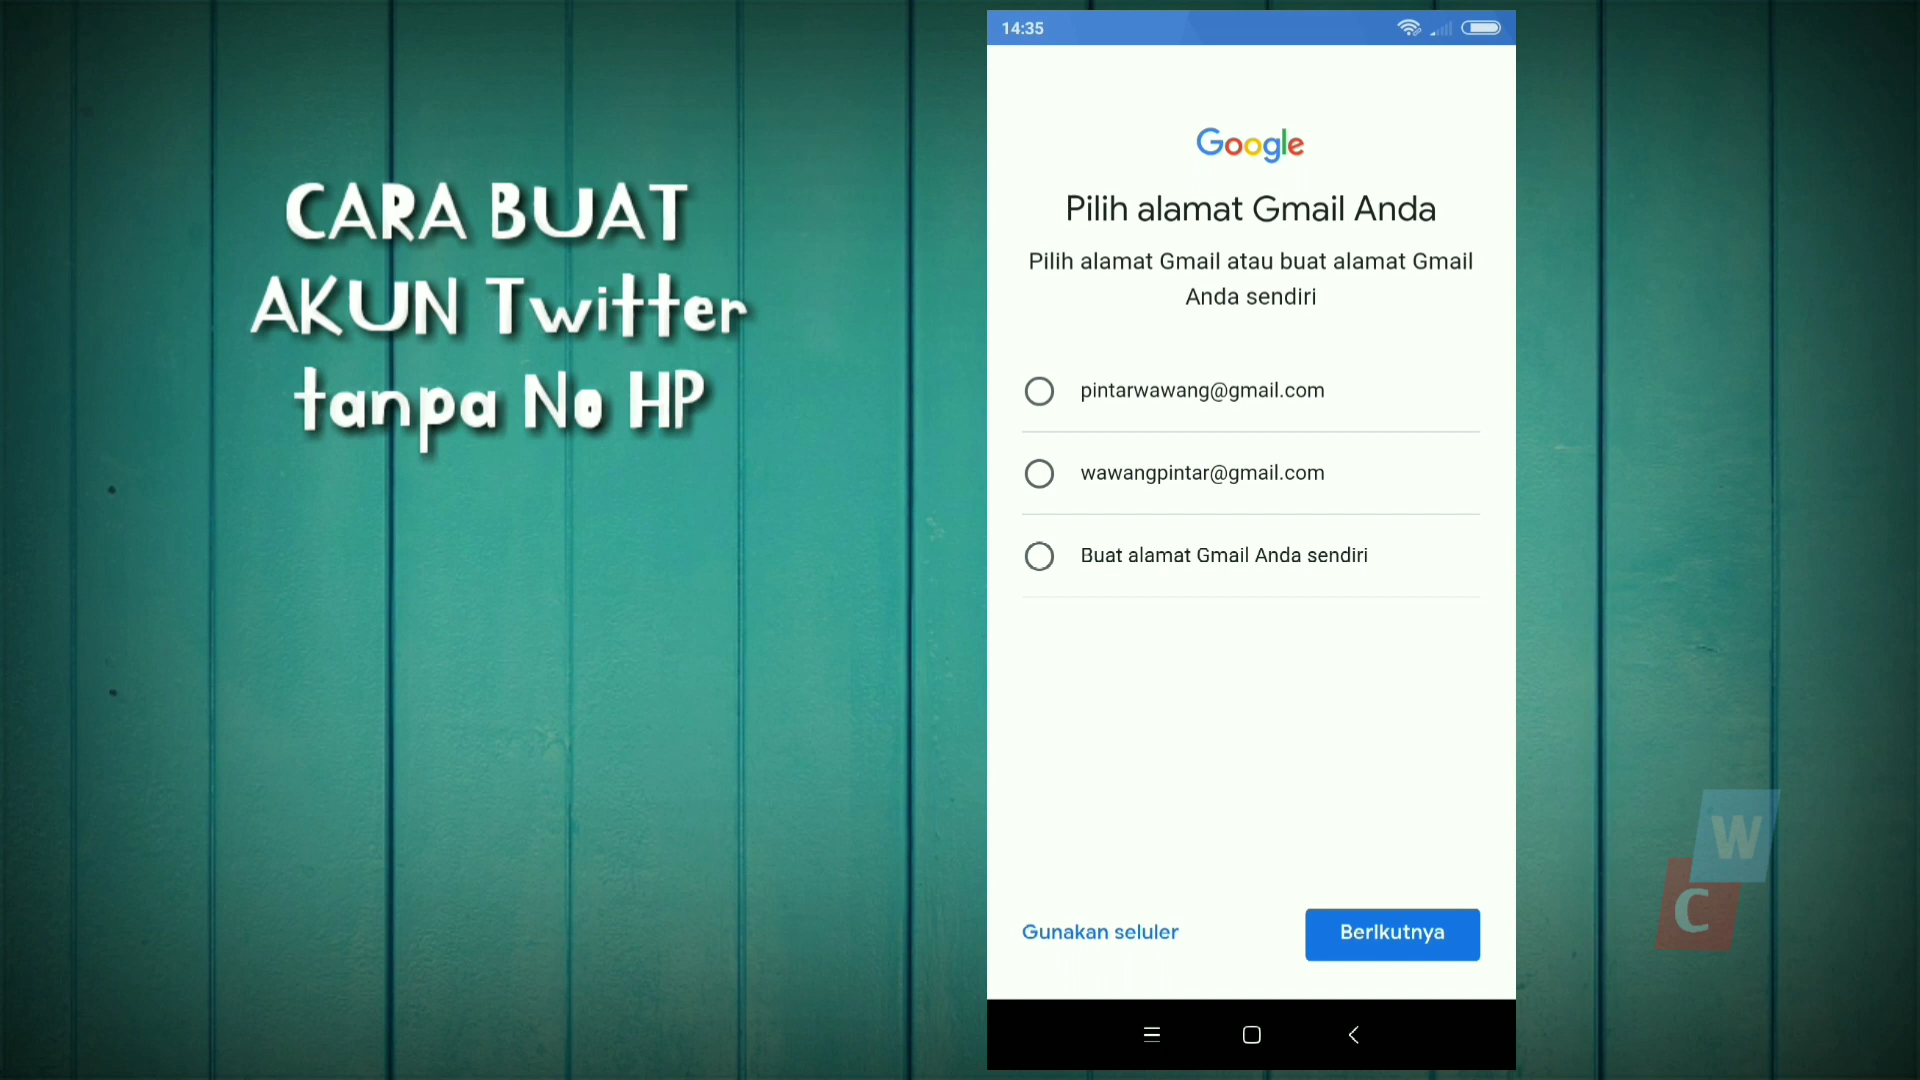 CARA BUAT
AKUN Twitter
tanpa No HP
14:35
Google
Pilih alamat Gmail Anda
Pilih alamat Gmail atau buat alamat Gmail
Anda sendiri
pintarwawang@gmail.com
wawangpintar@gmail.com
Buat alamat Gmail Anda sendiri
Gunakan seluler
Berikutnya
W
C